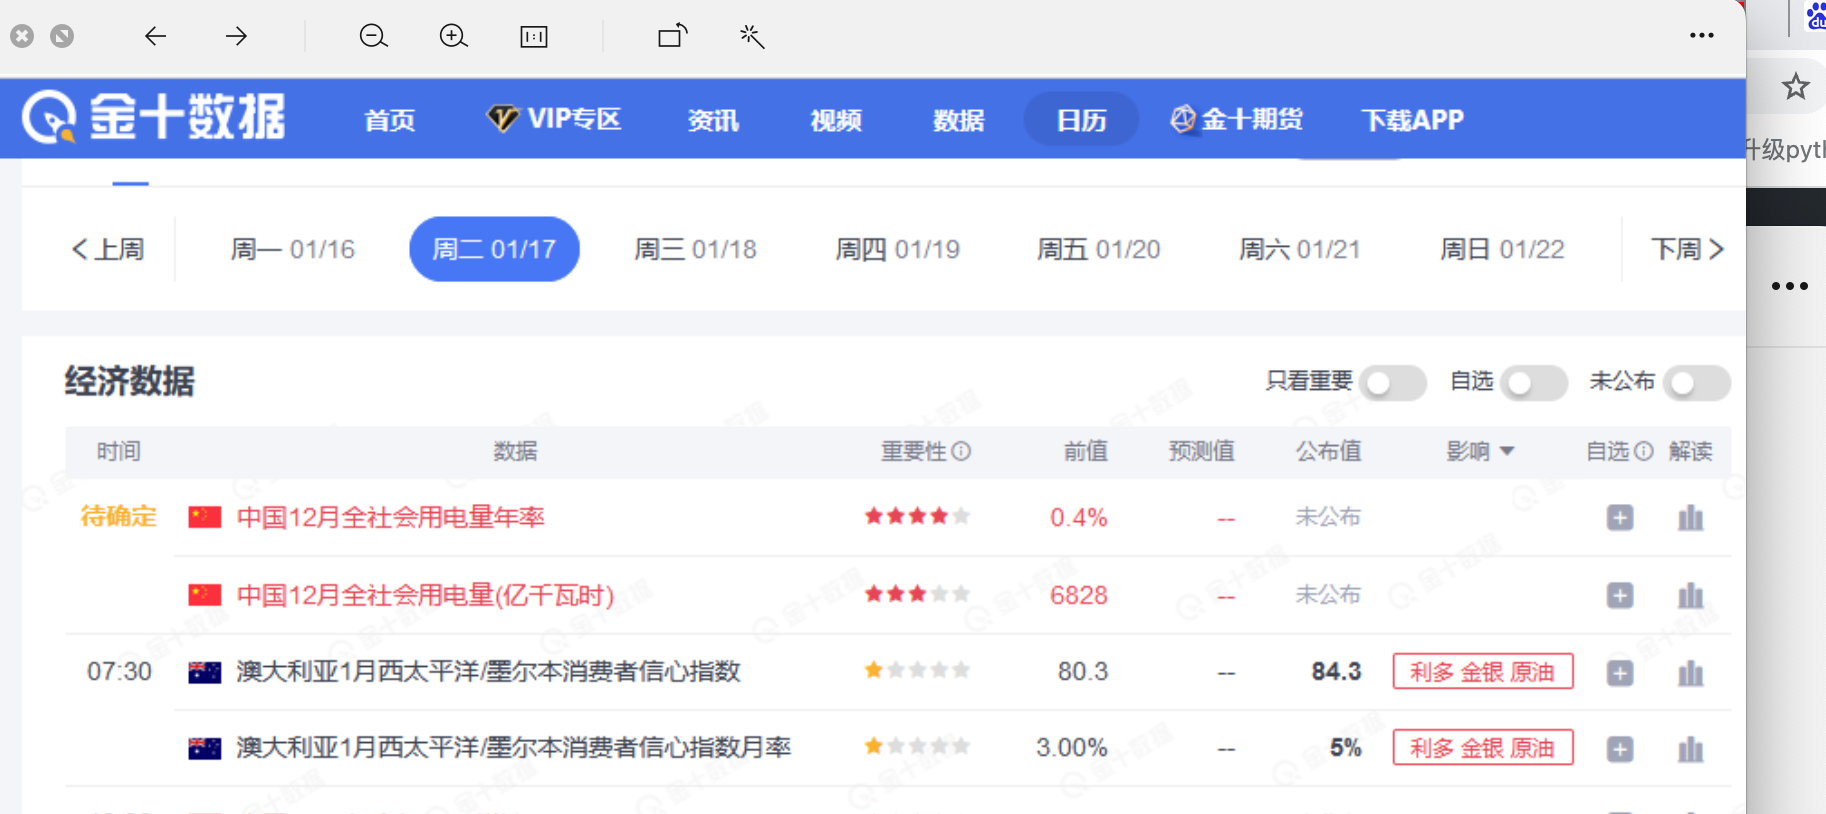 金十数据 首页 VIP专区 资讯 视频 数据 日历 金十期货 下载APP
升级pyth
上周 周一 01/16 周二 01/17 周三 01/18 周四 01/19 周五 01/20 周六 01/21 周日 01/22 下周
经济数据 只看重要 自选 未公布
时间 数据 重要性 前值 预测值 公布值 影响 自选 解读
待确定 中国12月全社会用电量年率 0.4% -- 未公布
中国12月全社会用电量(亿千瓦时) 6828 -- 未公布
07:30 澳大利亚1月西太平洋/墨尔本消费者信心指数 80.3 -- 84.3 利多 金银 原油
澳大利亚1月西太平洋/墨尔本消费者信心指数月率 3.00% -- 5% 利多 金银 原油